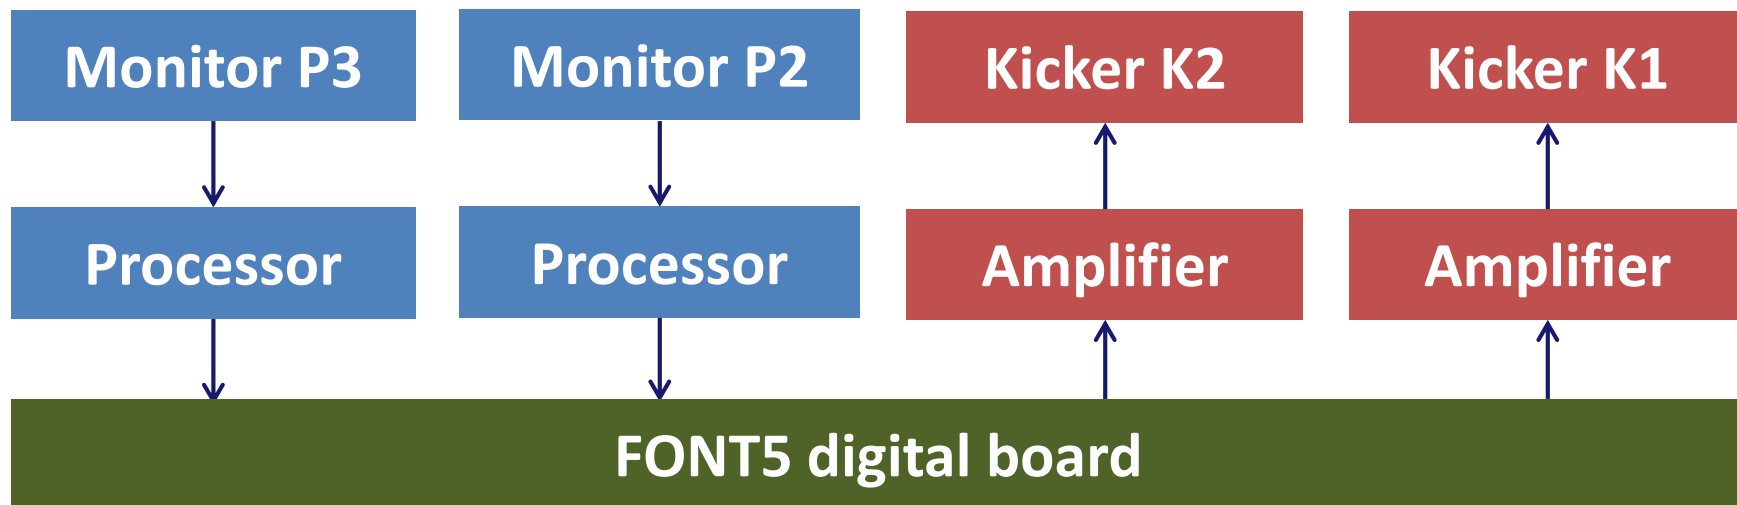 Monitor P3
Monitor P2
Kicker K2
Kicker K1
Processor
Processor
Amplifier
Amplifier
FONT5 digital board